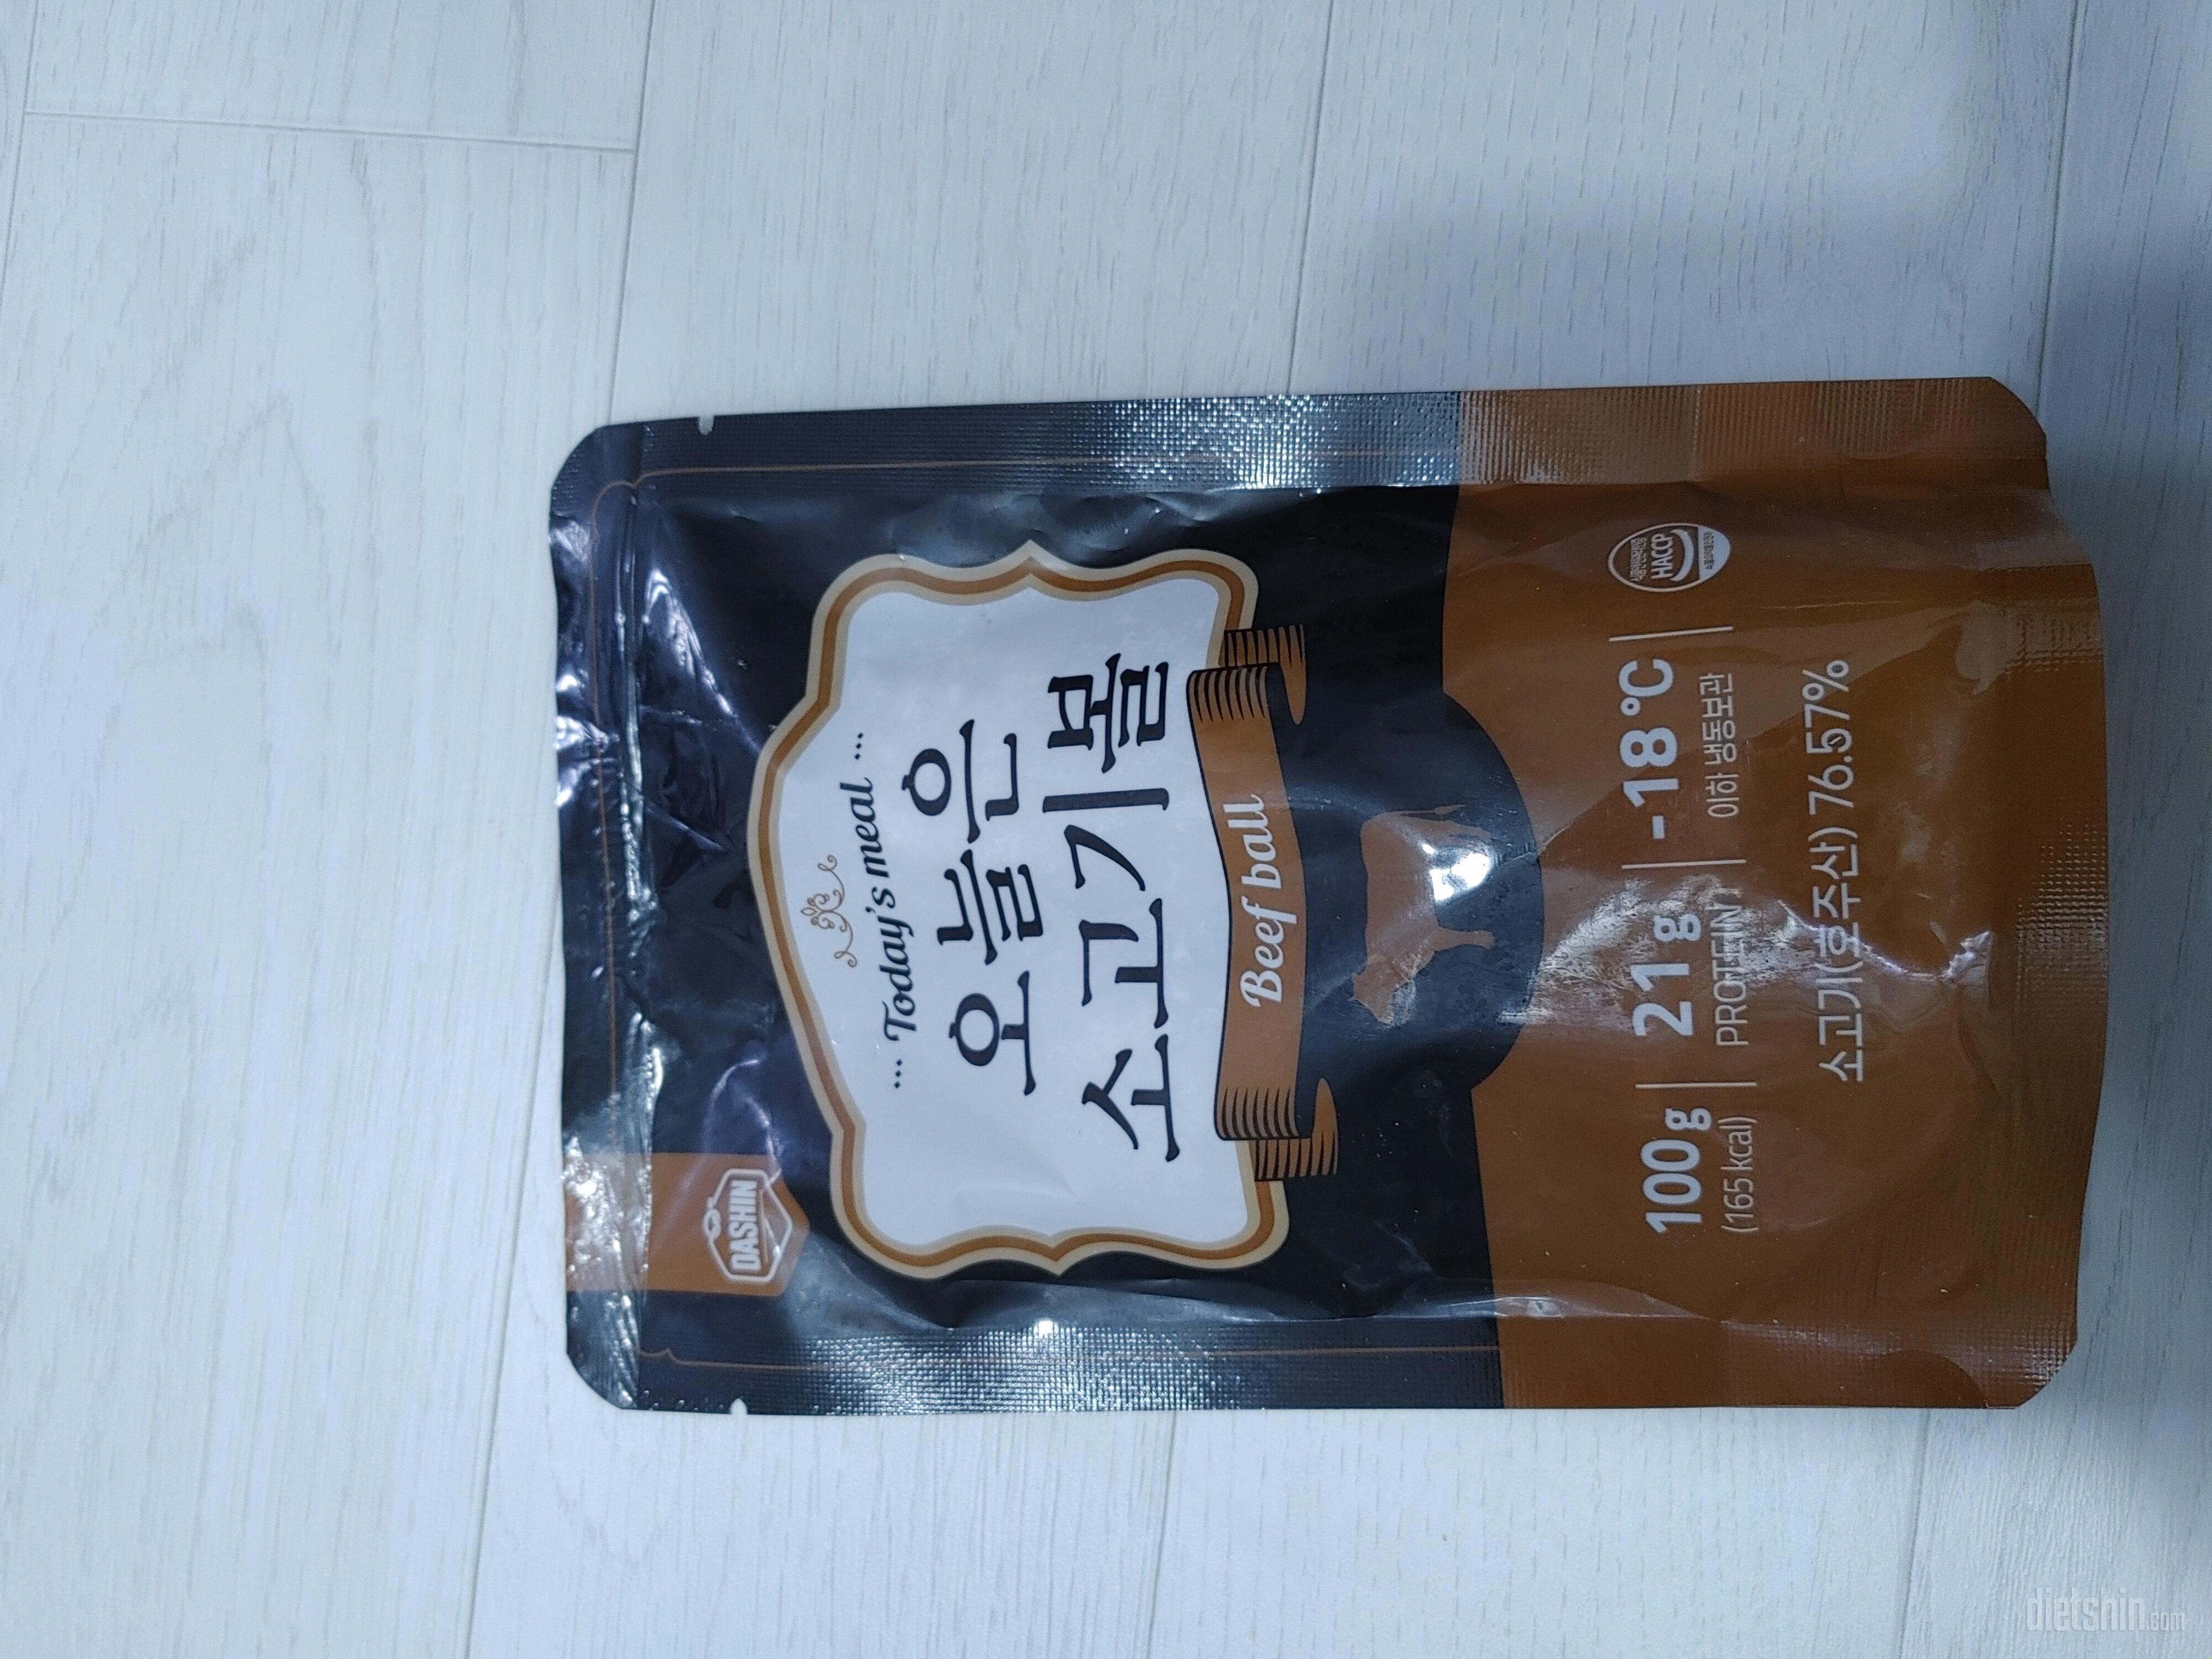 DASHIN
... Today's meal ...
오늘은
소고기볼
Beef ball
100g
(165 kcal)
21g
PROTEIN
-18℃
이하 냉동보관
HACCP
소고기(호주산) 76.57%
dietshin.com